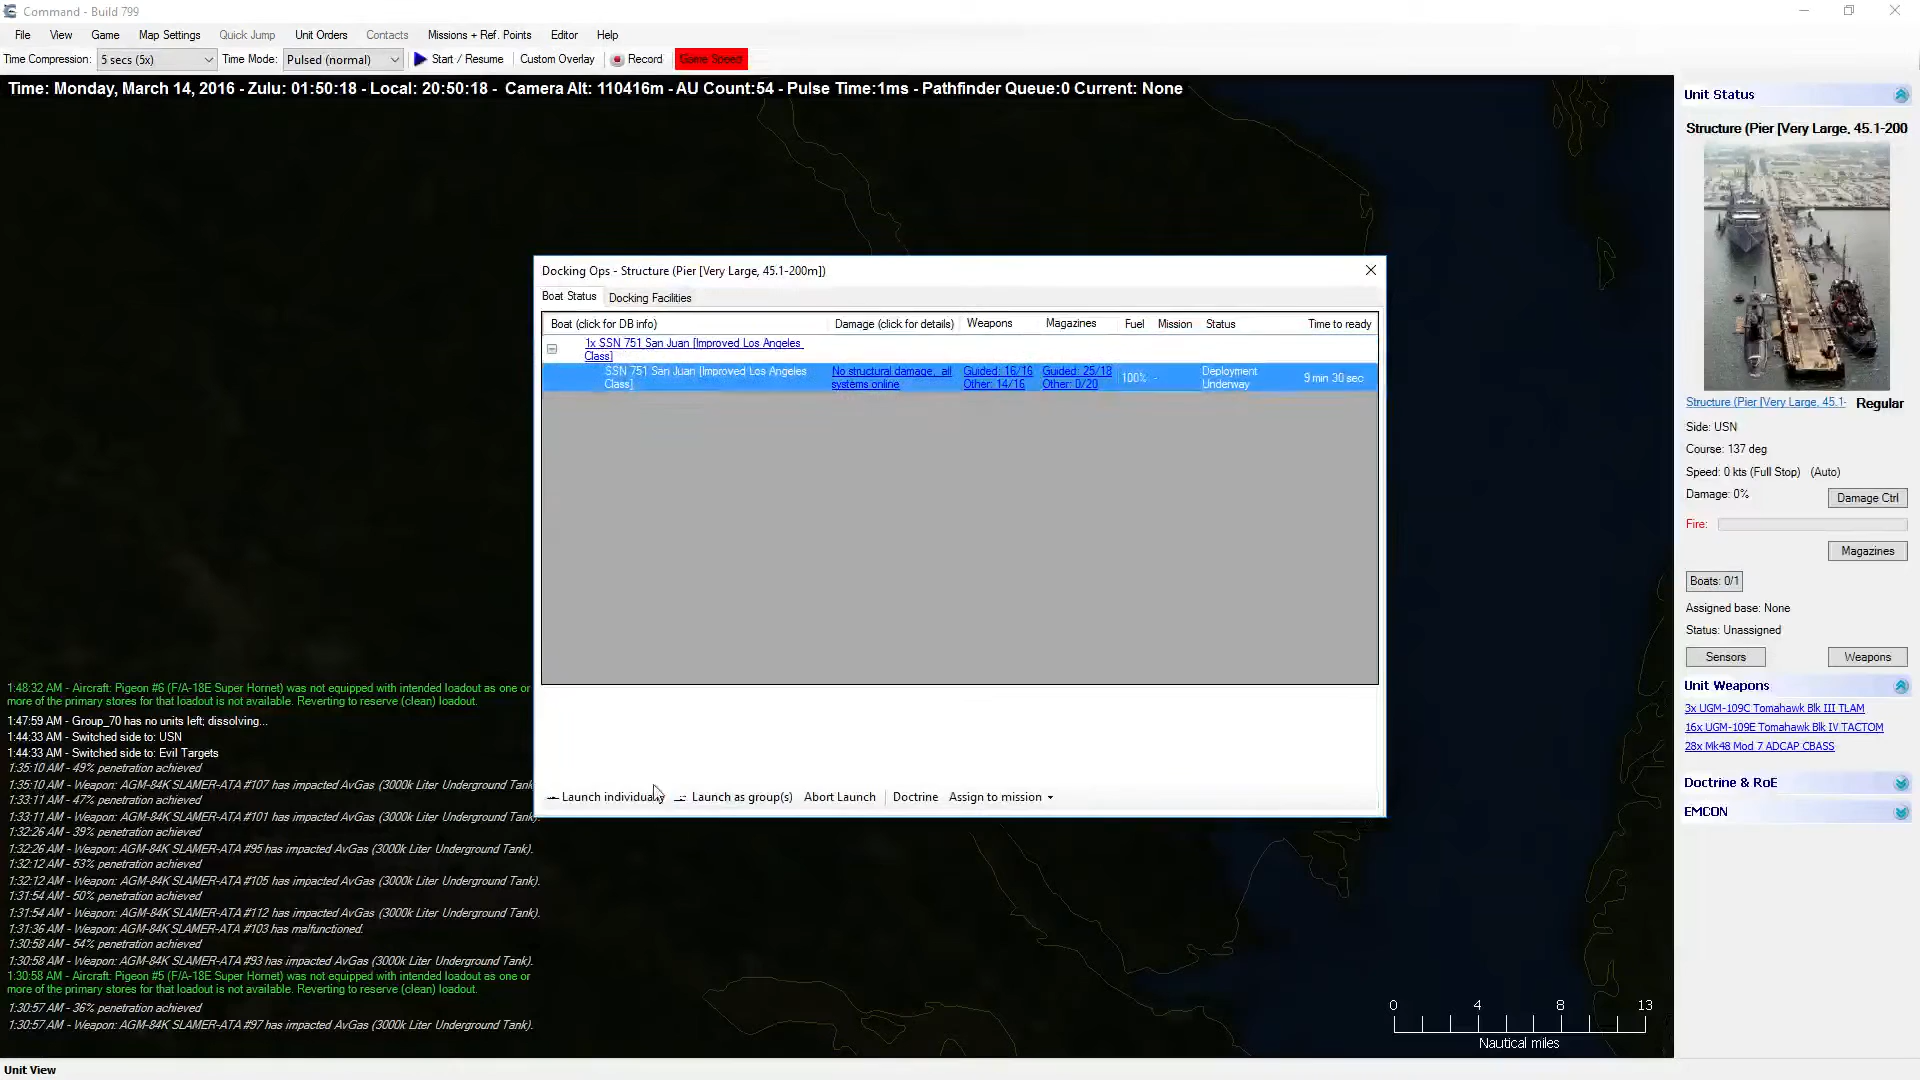 Command - Build 799
File View Game Map Settings Quick Jump Unit Orders Contacts Missions + Ref. Points Editor Help
Time Compression: 5 secs (5x) Time Mode: Pulsed (normal) Start / Resume Custom Overlay Record Game Speed
Time: Monday, March 14, 2016 - Zulu: 01:50:18 - Local: 20:50:18 - Camera Alt: 110416m - AU Count:54 - Pulse Time:1ms - Pathfinder Queue:0 Current: None
Docking Ops - Structure (Pier [Very Large, 45.1-200m])
Boat Status Docking Facilities
Boat (click for DB info) Damage (click for details) Weapons Magazines Fuel Mission Status Time to ready
1x SSN 751 San Juan [Improved Los Angeles
Class]
SSN 751 San Juan [Improved Los Angeles No structural damage, all Guided: 16/16 Guided: 25/18 100% - Deployment 9 min 30 sec
Class] systems online Other: 14/16 Other: 0/20 Underway
Launch individually Launch as group(s) Abort Launch Doctrine Assign to mission
1:48:32 AM - Aircraft: Pigeon #6 (F/A-18E Super Hornet) was not equipped with intended loadout as one or
more of the primary stores for that loadout is not available. Reverting to reserve (clean) loadout.
1:47:59 AM - Group_70 has no units left; dissolving...
1:44:33 AM - Switched side to: USN
1:44:33 AM - Switched side to: Evil Targets
1:35:10 AM - 49% penetration achieved
1:35:10 AM - Weapon: AGM-84K SLAMER-ATA #107 has impacted AvGas (3000k Liter Underground Tank
1:33:11 AM - 47% penetration achieved
1:33:11 AM - Weapon: AGM-84K SLAMER-ATA #101 has impacted AvGas (3000k Liter Underground Tank).
1:32:26 AM - 39% penetration achieved
1:32:26 AM - Weapon: AGM-84K SLAMER-ATA #95 has impacted AvGas (3000k Liter Underground Tank).
1:32:12 AM - 53% penetration achieved
1:32:12 AM - Weapon: AGM-84K SLAMER-ATA #105 has impacted AvGas (3000k Liter Underground Tank).
1:31:54 AM - 50% penetration achieved
1:31:54 AM - Weapon: AGM-84K SLAMER-ATA #112 has impacted AvGas (3000k Liter Underground Tank).
1:31:36 AM - Weapon: AGM-84K SLAMER-ATA #103 has malfunctioned.
1:30:58 AM - 54% penetration achieved
1:30:58 AM - Weapon: AGM-84K SLAMER-ATA #93 has impacted AvGas (3000k Liter Underground Tank).
1:30:58 AM - Aircraft: Pigeon #5 (F/A-18E Super Hornet) was not equipped with intended loadout as one or
more of the primary stores for that loadout is not available. Reverting to reserve (clean) loadout.
1:30:57 AM - 36% penetration achieved
1:30:57 AM - Weapon: AGM-84K SLAMER-ATA #97 has impacted AvGas (3000k Liter Underground Tank).
0 4 8 13
Nautical miles
Unit View
Unit Status
Structure (Pier [Very Large, 45.1-200
Structure (Pier [Very Large, 45.1- Regular
Side: USN
Course: 137 deg
Speed: 0 kts (Full Stop) (Auto)
Damage: 0% Damage Ctrl
Fire:
Magazines
Boats: 0/1
Assigned base: None
Status: Unassigned
Sensors Weapons
Unit Weapons
3x UGM-109C Tomahawk Blk III TLAM
16x UGM-109E Tomahawk Blk IV TACTOM
28x Mk48 Mod 7 ADCAP CBASS
Doctrine & RoE
EMCON